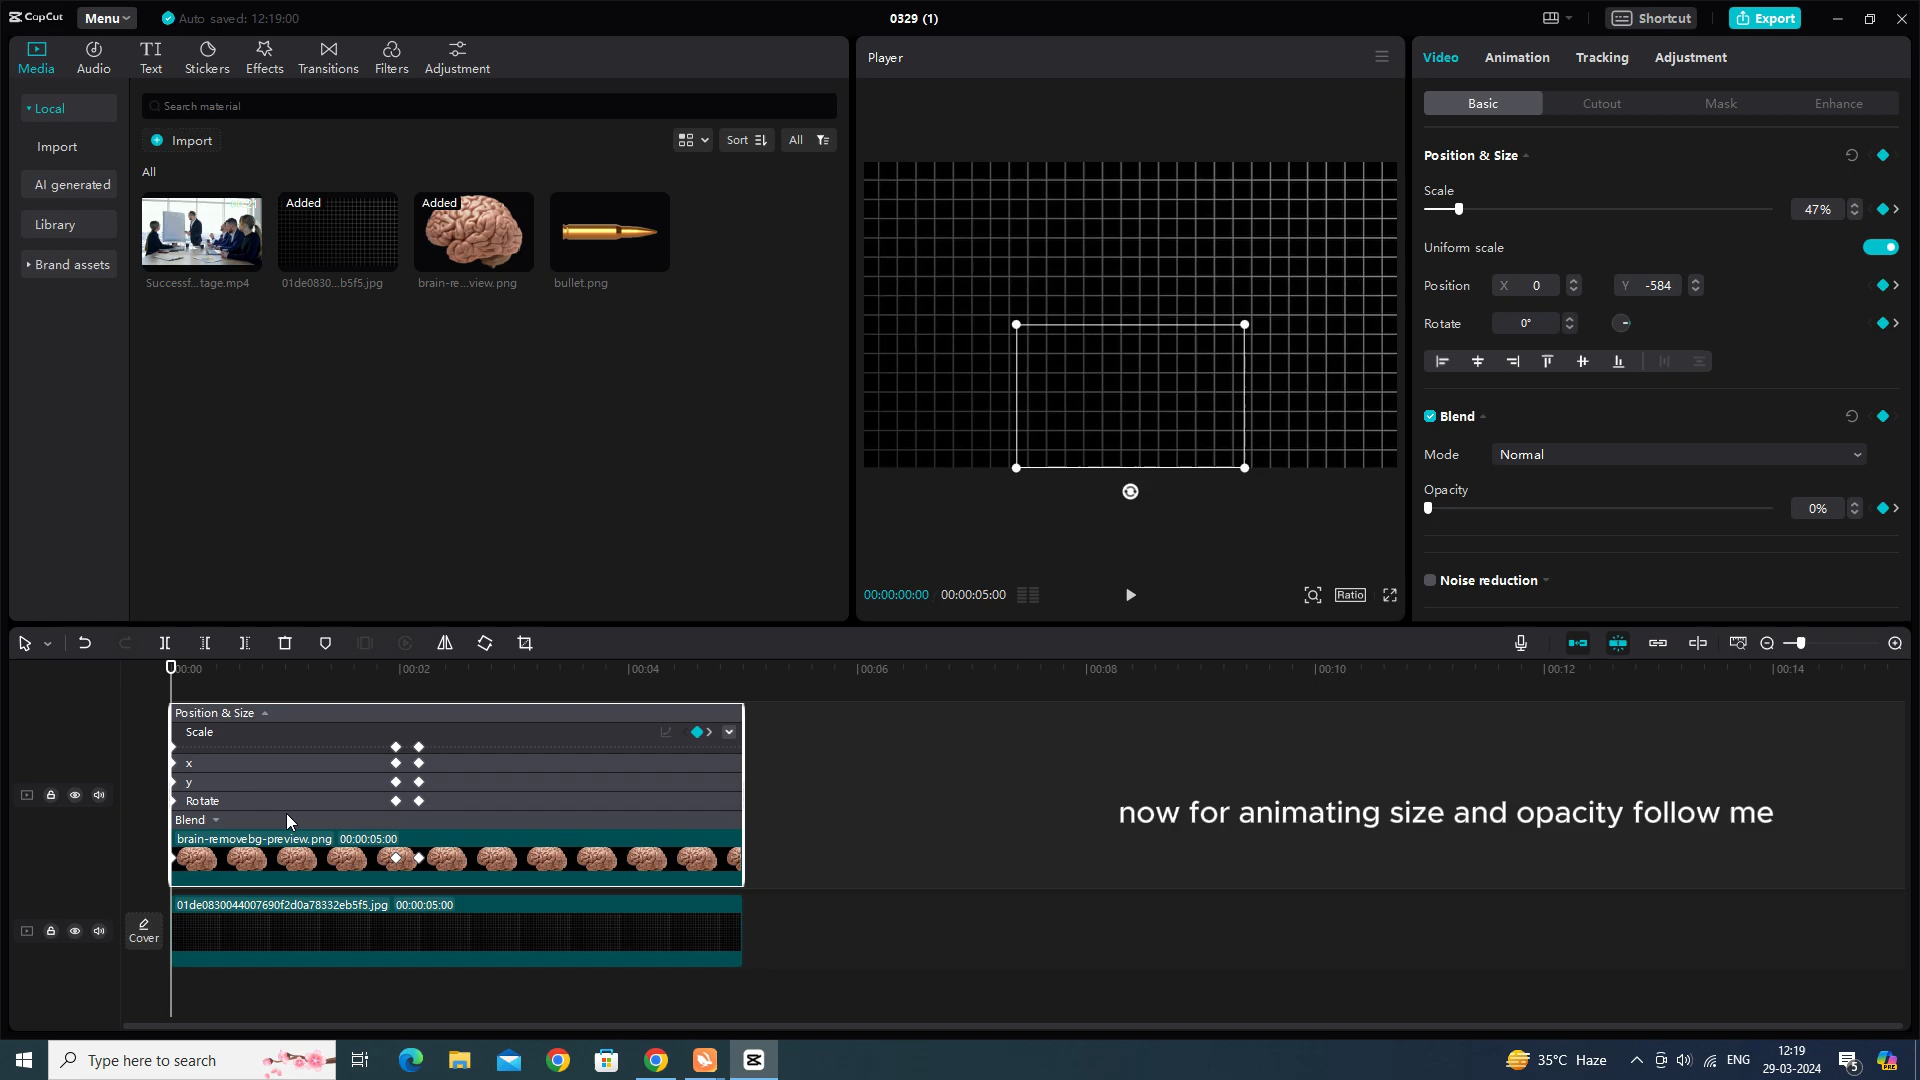 CapCut
Menu
Auto saved: 12:19:00
0329 (1)
Shortcut
Export
Media
Audio
TI
Text
Stickers
Effects
Transitions
Filters
Adjustment
Local
Import
AI generated
Library
Brand assets
Search material
Import
Sort
All
All
Added
Added
Successf...tage.mp4
01de0830...b5f5.jpg
brain-re...view.png
bullet.png
Player
00:00:00:00
00:00:05:00
Ratio
Video
Animation
Tracking
Adjustment
Basic
Cutout
Mask
Enhance
Position & Size
Scale
47%
Uniform scale
Position
X 0
Y -584
Rotate
0°
Blend
Mode
Normal
Opacity
0%
Noise reduction
00:00
00:02
00:04
00:06
00:08
00:10
00:12
00:14
Position & Size
Scale
x
y
Rotate
Blend
brain-removebg-preview.png 00:00:05:00
01de0830044007690f2d0a78332eb5f5.jpg 00:00:05:00
Cover
now for animating size and opacity follow me
Type here to search
35°C Haze
ENG
12:19
29-03-2024
5
PRE